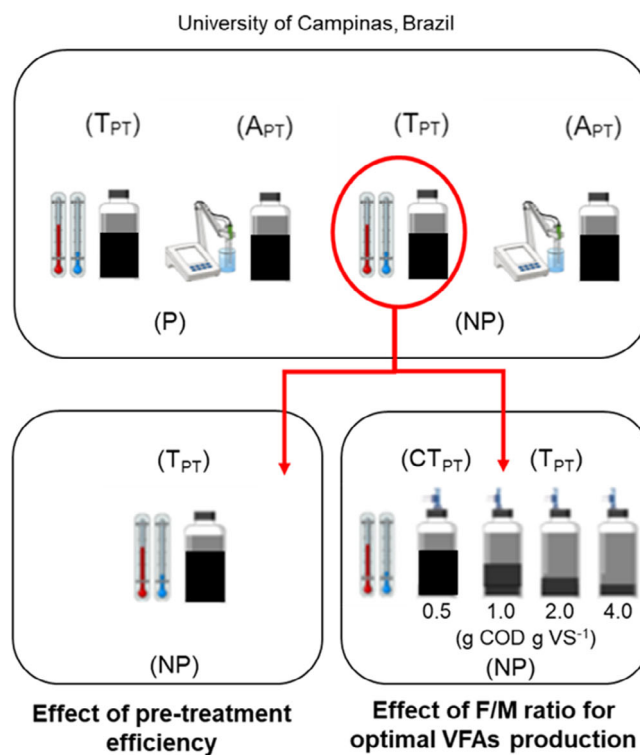 University of Campinas, Brazil
(TPT) (APT) (TPT) (APT)
(P) (NP)
(TPT)
(NP)
Effect of pre-treatment
efficiency
(CTPT) (TPT)
0.5 1.0 2.0 4.0
(g COD g VS⁻¹)
(NP)
Effect of F/M ratio for
optimal VFAs production